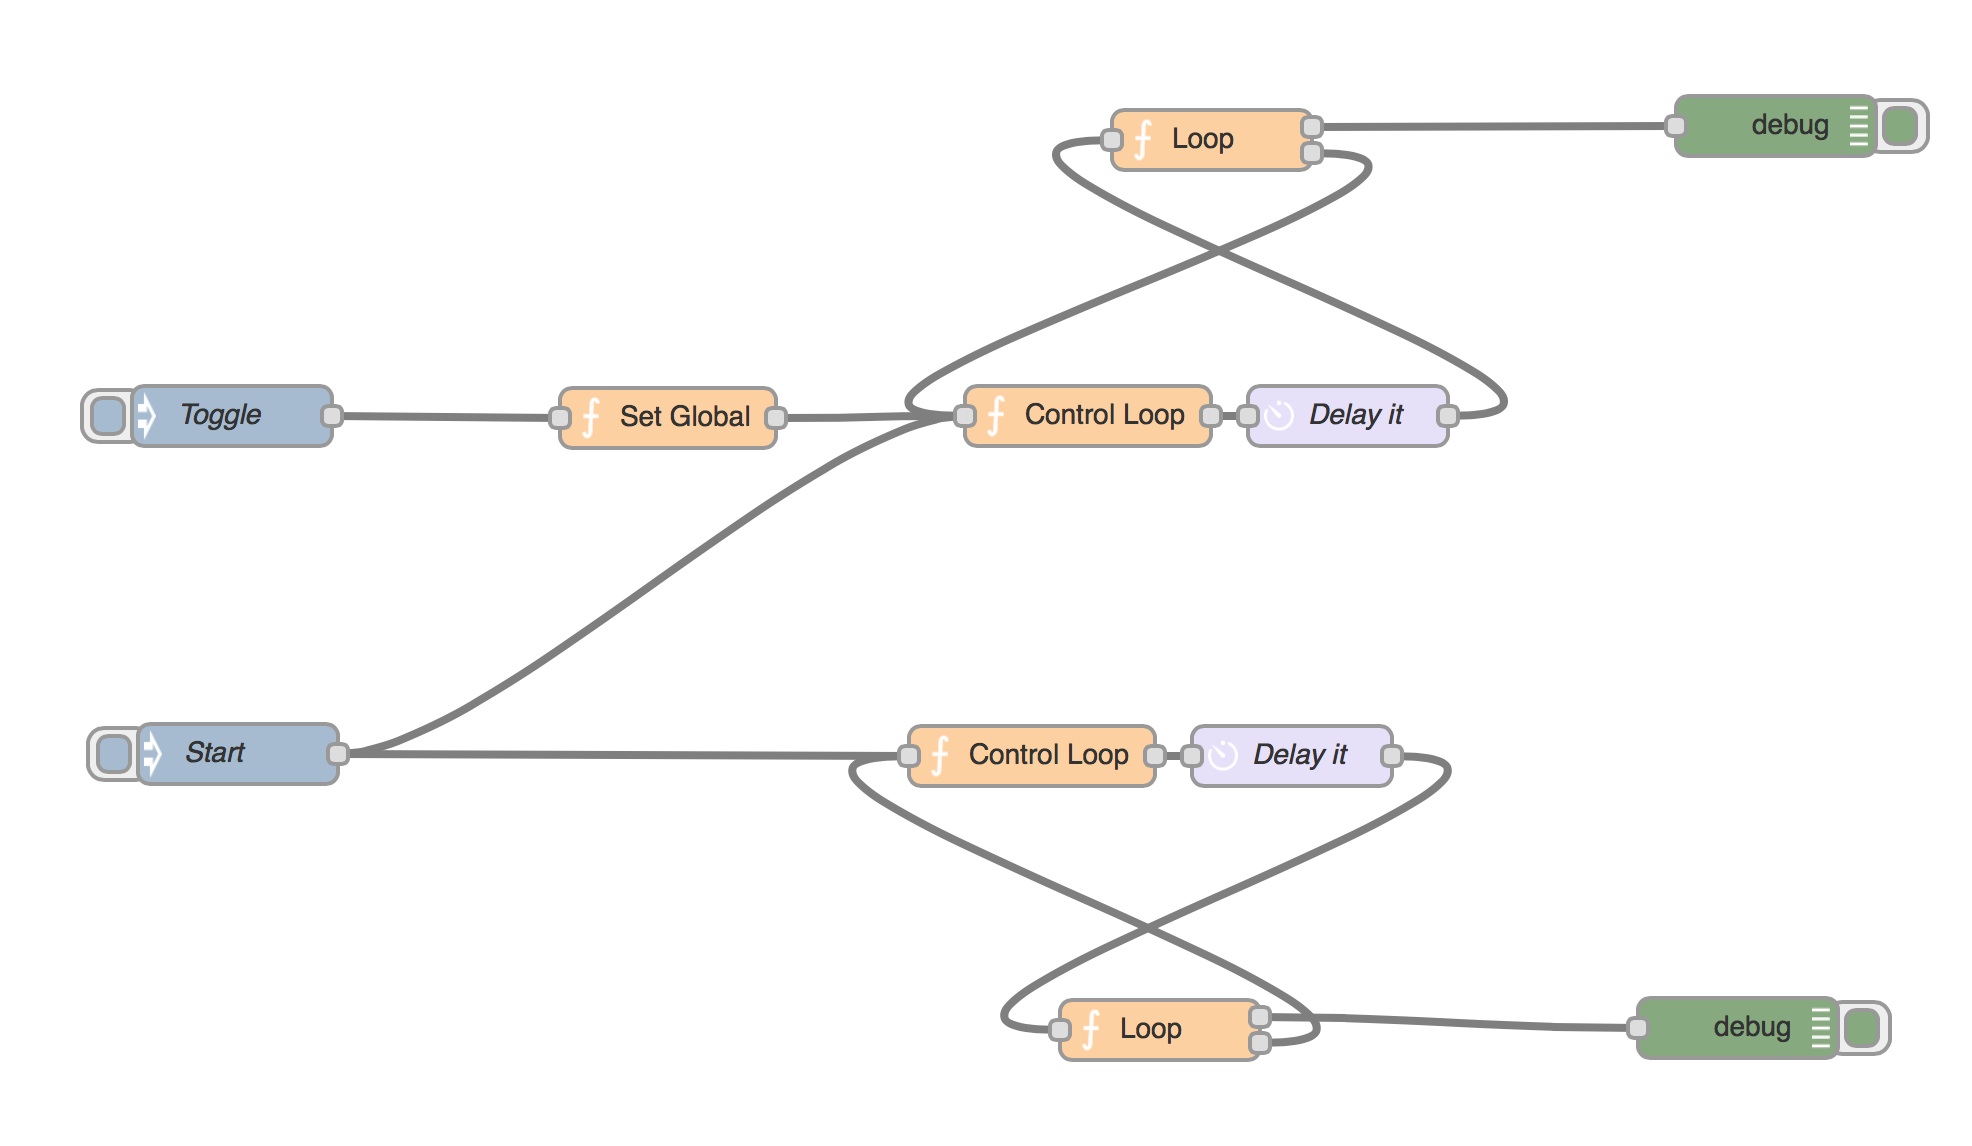 Loop
debug
Toggle
Set Global
Control Loop
Delay it
Start
Control Loop
Delay it
Loop
debug